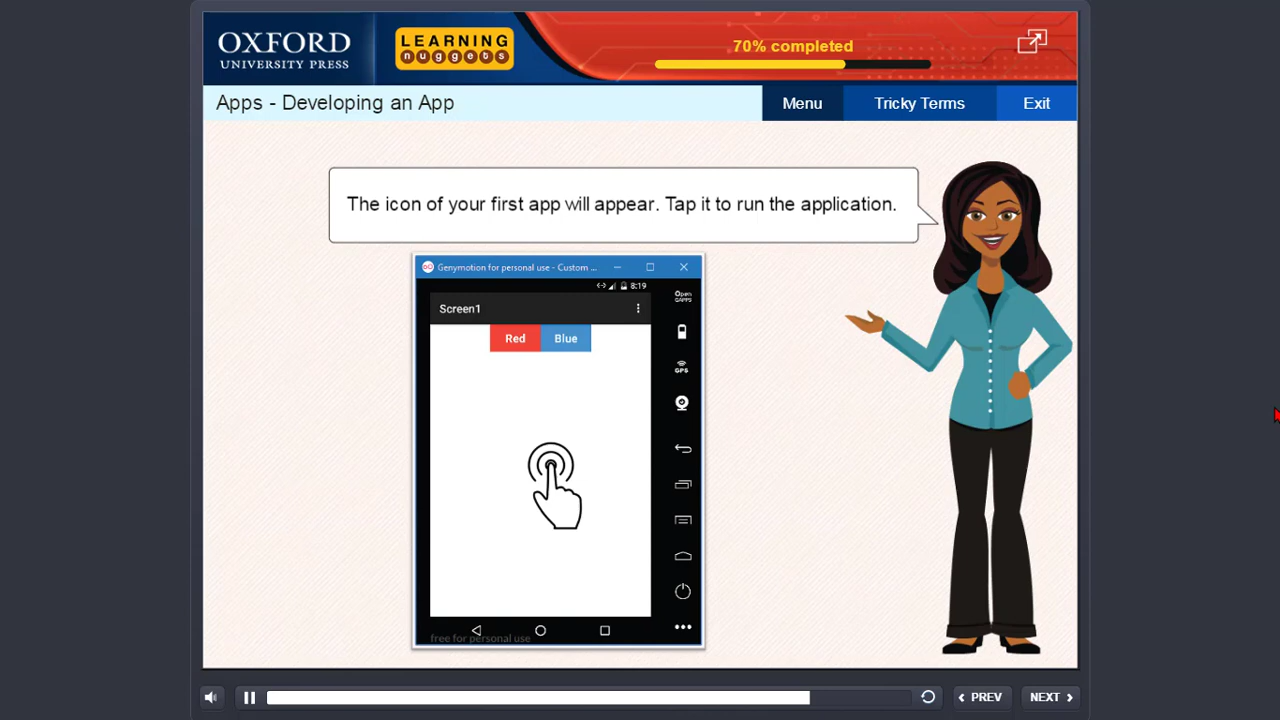 OXFORD
UNIVERSITY PRESS
LEARNING
nuggets
70% completed
Apps - Developing an App
Menu
Tricky Terms
Exit
The icon of your first app will appear. Tap it to run the application.
Genymotion for personal use - Custom ...
8:19
Open
GAPPS
Screen1
Red
Blue
GPS
free for personal use
PREV
NEXT